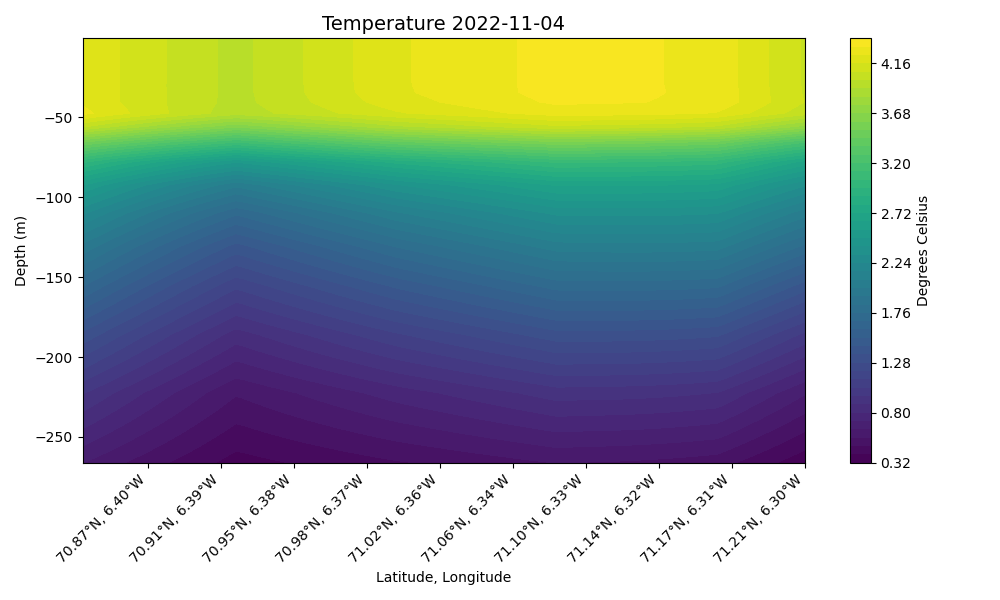 Temperature 2022-11-04
Depth (m)
−50
−100
−150
−200
−250
70.87°N, 6.40°W
70.91°N, 6.39°W
70.95°N, 6.38°W
70.98°N, 6.37°W
71.02°N, 6.36°W
71.06°N, 6.34°W
71.10°N, 6.33°W
71.14°N, 6.32°W
71.17°N, 6.31°W
71.21°N, 6.30°W
Latitude, Longitude
4.16
3.68
3.20
2.72
2.24
1.76
1.28
0.80
0.32
Degrees Celsius